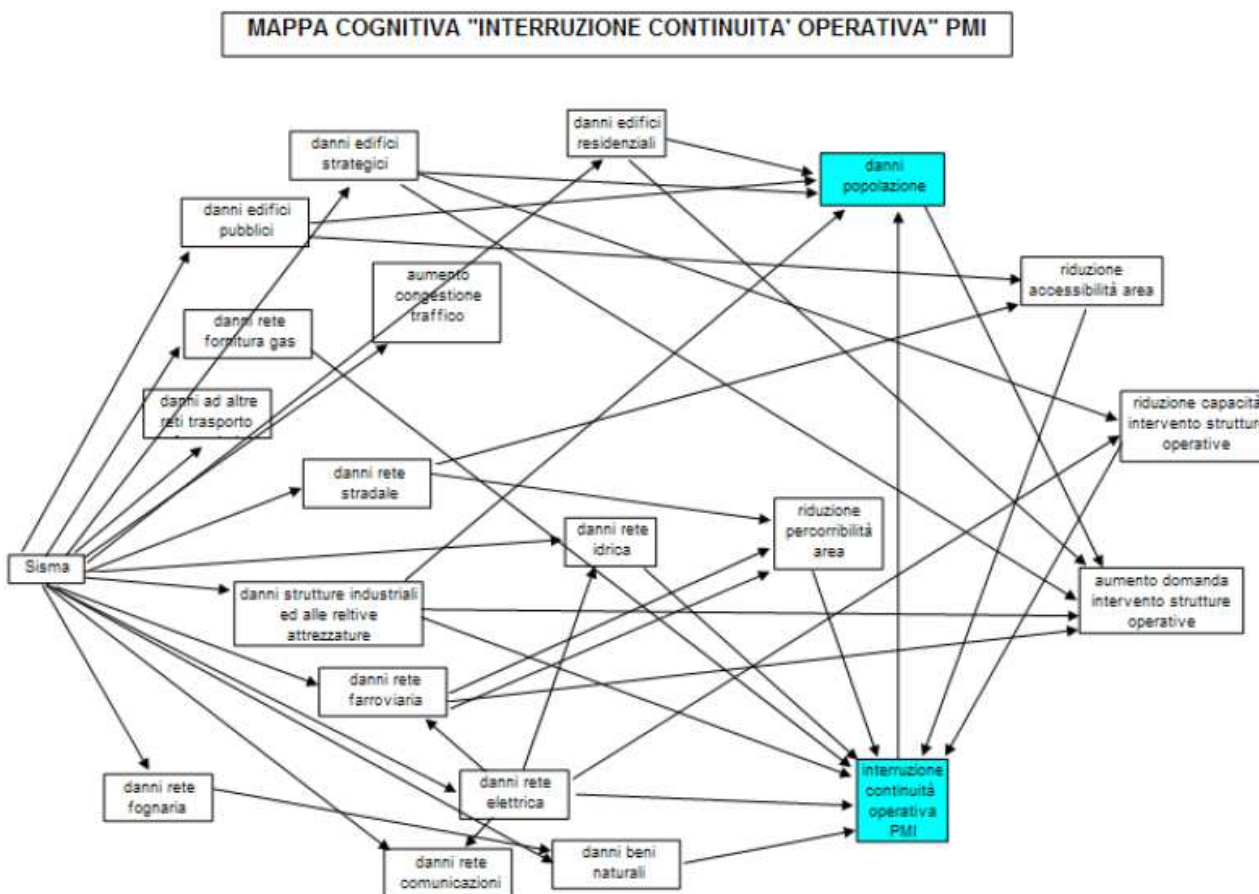 MAPPA COGNITIVA "INTERRUZIONE CONTINUITA' OPERATIVA" PMI
danni edifici
residenziali
danni edifici
strategici
danni
popolazione
danni edifici
pubblici
aumento
congestione
traffico
riduzione
accessibilità area
danni rete
fornitura gas
danni ad altre
reti trasporto
riduzione capacità
intervento strutture
operative
danni rete
stradale
riduzione
percorribilità
area
danni rete
idrica
Sisma
aumento domanda
intervento strutture
operative
danni strutture industriali
ed alle reltive
attrezzature
danni rete
farroviaria
interruzione
continuità
operativa
PMI
danni rete
elettrica
danni rete
fognaria
danni beni
naturali
danni rete
comunicazioni